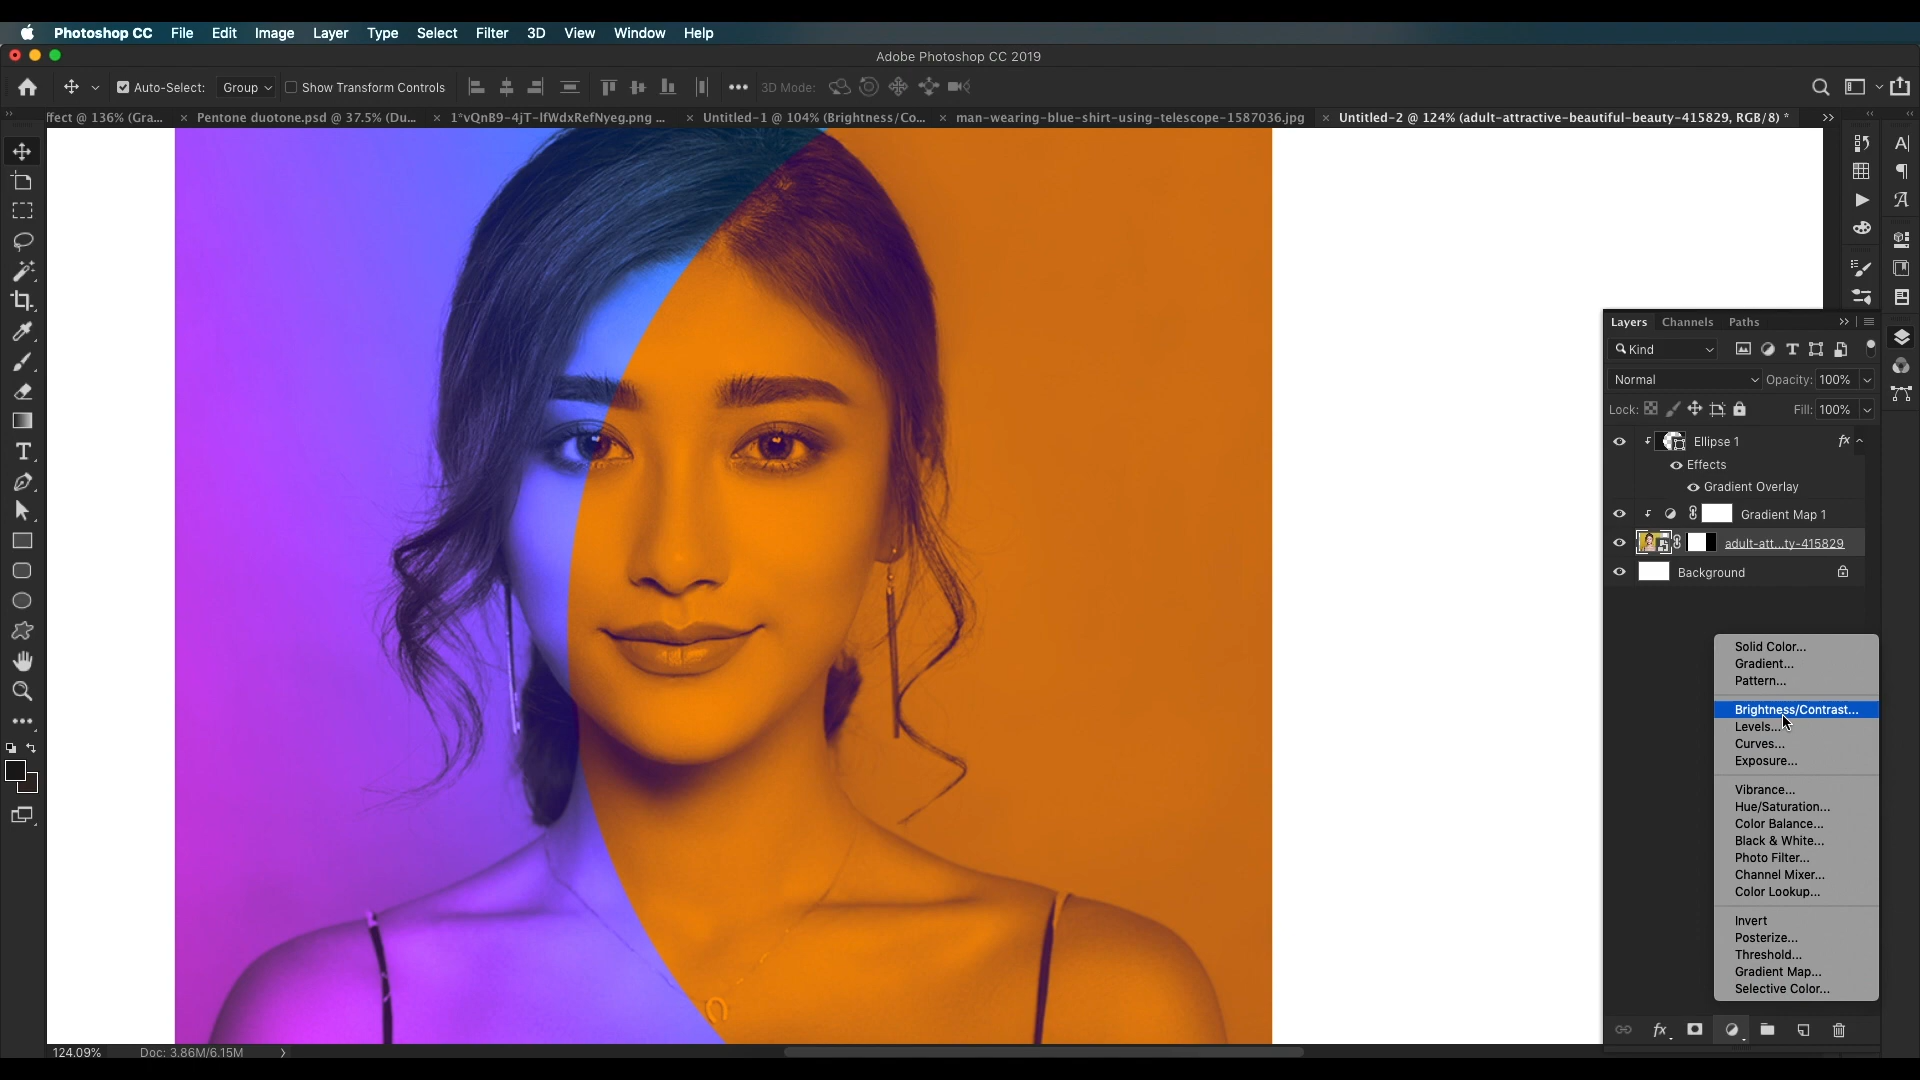 Photoshop CC File Edit Image Layer Type Select Filter 3D View Window Help
Adobe Photoshop CC 2019
Auto-Select: Group Show Transform Controls 3D Mode:
ffect @ 136% (Gra... × Pentone duotone.psd @ 37.5% (Du... × 1*vQnB9-4jT-lfWdxRefNyeg.png ... × Untitled-1 @ 104% (Brightness/Co... × man-wearing-blue-shirt-using-telescope-1587036.jpg × Untitled-2 @ 124% (adult-attractive-beautiful-beauty-415829, RGB/8) *
Layers Channels Paths
Kind
Normal Opacity: 100%
Lock: Fill: 100%
Ellipse 1 fx
Effects
Gradient Overlay
Gradient Map 1
adult-att...ty-415829
Background
Solid Color...
Gradient...
Pattern...
Brightness/Contrast...
Levels...
Curves...
Exposure...
Vibrance...
Hue/Saturation...
Color Balance...
Black & White...
Photo Filter...
Channel Mixer...
Color Lookup...
Invert
Posterize...
Threshold...
Gradient Map...
Selective Color...
fx
124.09% Doc: 3.86M/6.15M